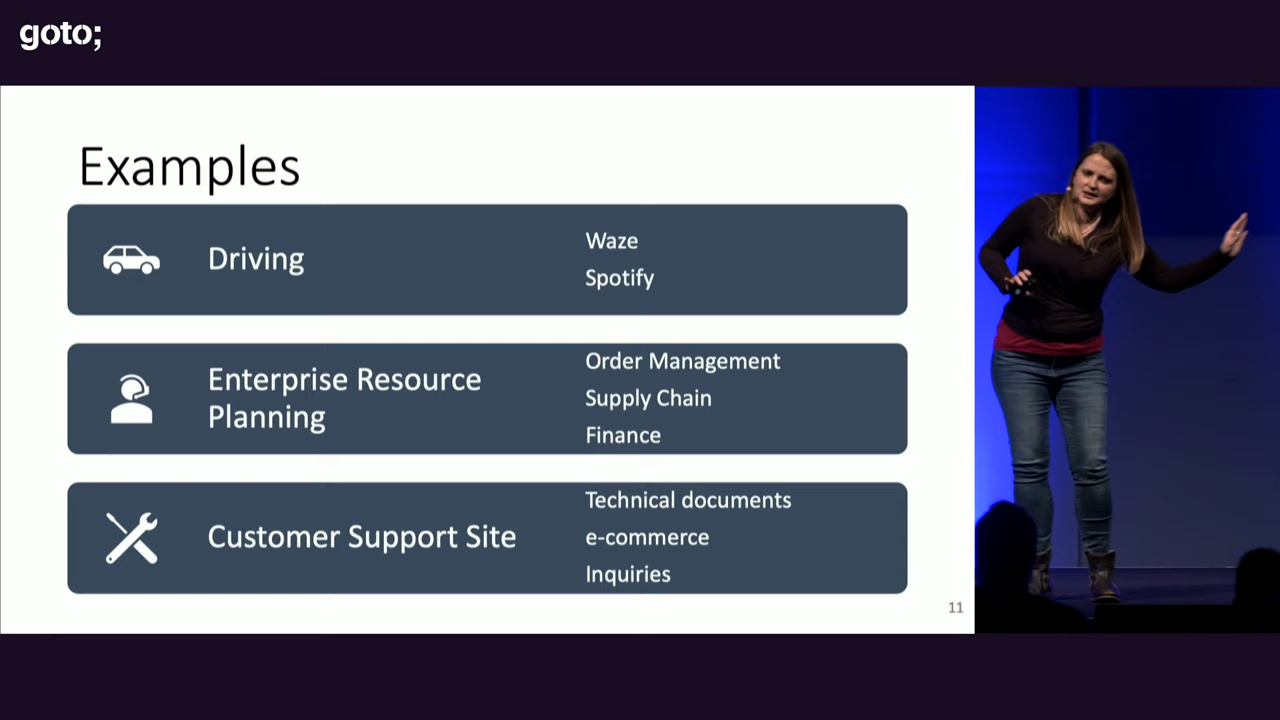 goto;
Examples
Driving
Waze
Spotify
Enterprise Resource
Planning
Order Management
Supply Chain
Finance
Customer Support Site
Technical documents
e-commerce
Inquiries
11